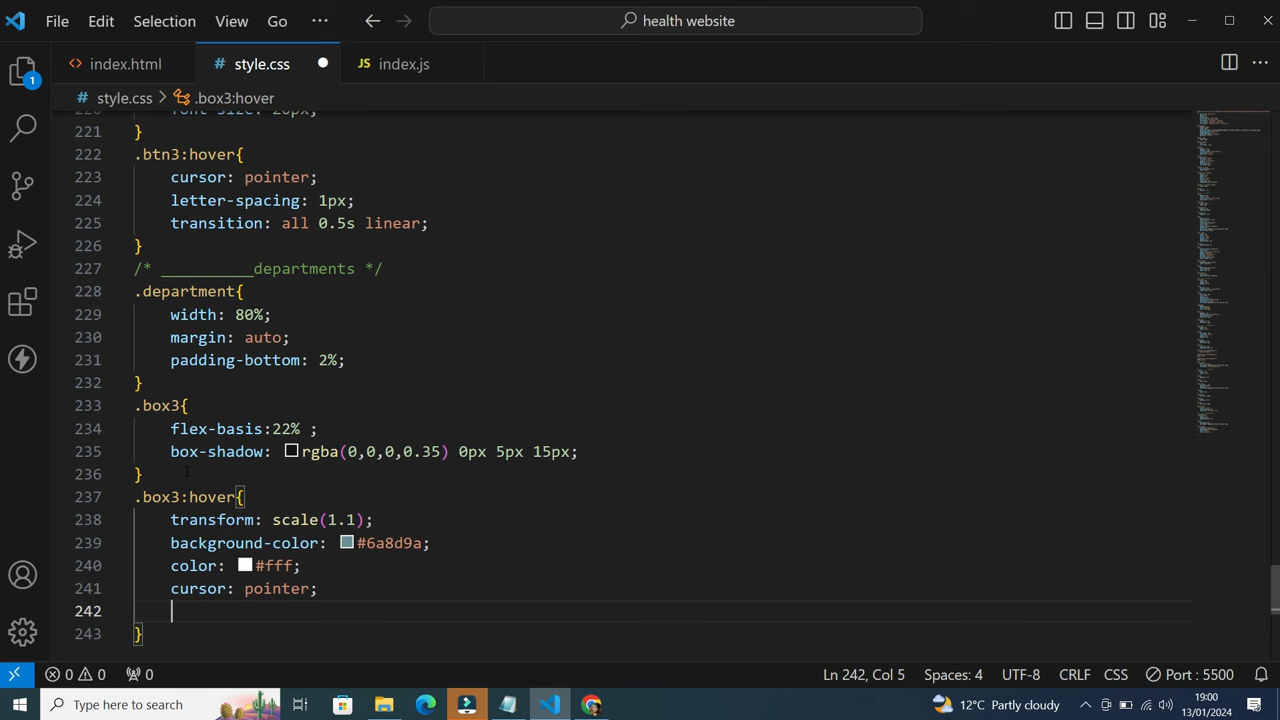 File Edit Selection View Go ··· health website
index.html # style.css JS index.js
1
# style.css > .box3:hover
220 font-size: 20px;
221 }
222 .btn3:hover{
223 cursor: pointer;
224 letter-spacing: 1px;
225 transition: all 0.5s linear;
226 }
227 /* __________departments */
228 .department{
229 width: 80%;
230 margin: auto;
231 padding-bottom: 2%;
232 }
233 .box3{
234 flex-basis:22% ;
235 box-shadow: rgba(0,0,0,0.35) 0px 5px 15px;
236 }
237 .box3:hover{
238 transform: scale(1.1);
239 background-color: #6a8d9a;
240 color: #fff;
241 cursor: pointer;
242
243 }
0 0 0 Ln 242, Col 5 Spaces: 4 UTF-8 CRLF CSS Port : 5500
Type here to search 12°C Partly cloudy 19:00
13/01/2024